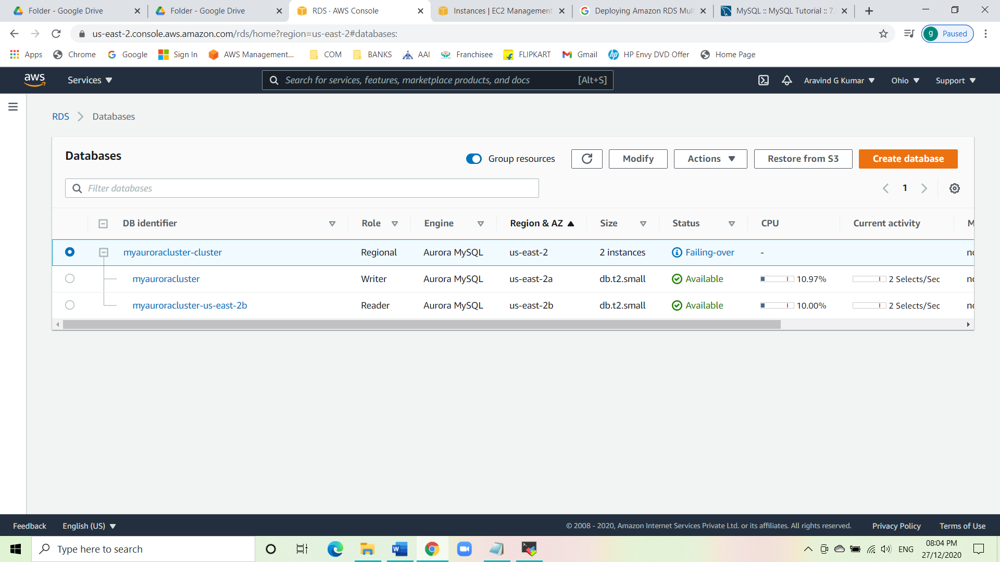 Folder - Google Drive
Folder - Google Drive
RDS · AWS Console
Instances | EC2 Management
Deploying Amazon RDS Mul
MySQL :: MySQL Tutorial :: 7.
us-east-2.console.aws.amazon.com/rds/home?region=us-east-2#databases:
g Paused
Apps Chrome Google Sign In AWS Management... COM BANKS AAI Franchisee FLIPKART Gmail HP Envy DVD Offer Home Page
aws Services Search for services, features, marketplace products, and docs [Alt+S] Aravind G Kumar Ohio Support
RDS Databases
Databases Group resources Modify Actions Restore from S3 Create database
Filter databases 1
DB identifier Role Engine Region & AZ Size Status CPU Current activity M
myauroracluster-cluster Regional Aurora MySQL us-east-2 2 instances Failing-over -
myauroracluster Writer Aurora MySQL us-east-2a db.t2.small Available 10.97% 2 Selects/Sec
myauroracluster-us-east-2b Reader Aurora MySQL us-east-2b db.t2.small Available 10.00% 2 Selects/Sec
Feedback English (US) © 2008 - 2020, Amazon Internet Services Private Ltd. or its affiliates. All rights reserved. Privacy Policy Terms of Use
Type here to search ENG 08:04 PM
27/12/2020